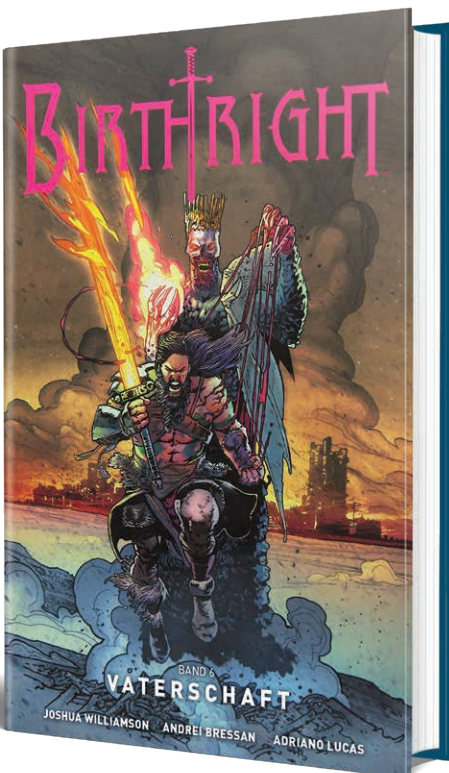 BIRTHRIGHT
BAND 6
VATERSCHAFT
JOSHUA WILLIAMSON ANDREI BRESSAN ADRIANO LUCAS